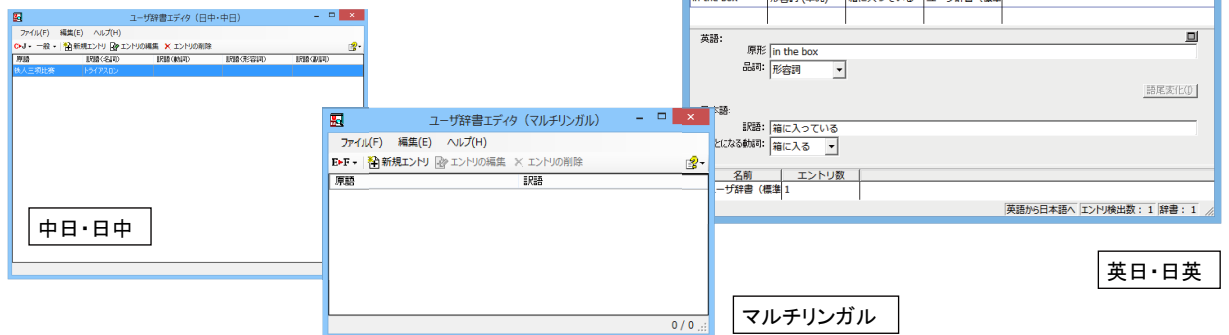 ユーザ辞書エディタ（日中・中日）
ファイル(F) 編集(E) ヘルプ(H)
C▸J 一般 新規エントリ エントリの編集 エントリの削除
原語 訳語（名詞） 訳語（動詞） 訳語（形容詞） 訳語（副詞）
鉄人三项比赛 トライアスロン
中日・日中
ユーザ辞書エディタ（マルチリンガル）
ファイル(F) 編集(E) ヘルプ(H)
E▸F 新規エントリ エントリの編集 エントリの削除
原語 訳語
0 / 0
マルチリンガル
in the box 形容詞（単純） 箱に入っている ユーザ辞書（標準
英語:
原形 in the box
品詞: 形容詞
語尾変化(I)
日本語:
訳語: 箱に入っている
とになる動詞: 箱に入る
名前 エントリ数
ーザ辞書（標準 1
英語から日本語へ エントリ検出数： 1 辞書： 1
英日・日英